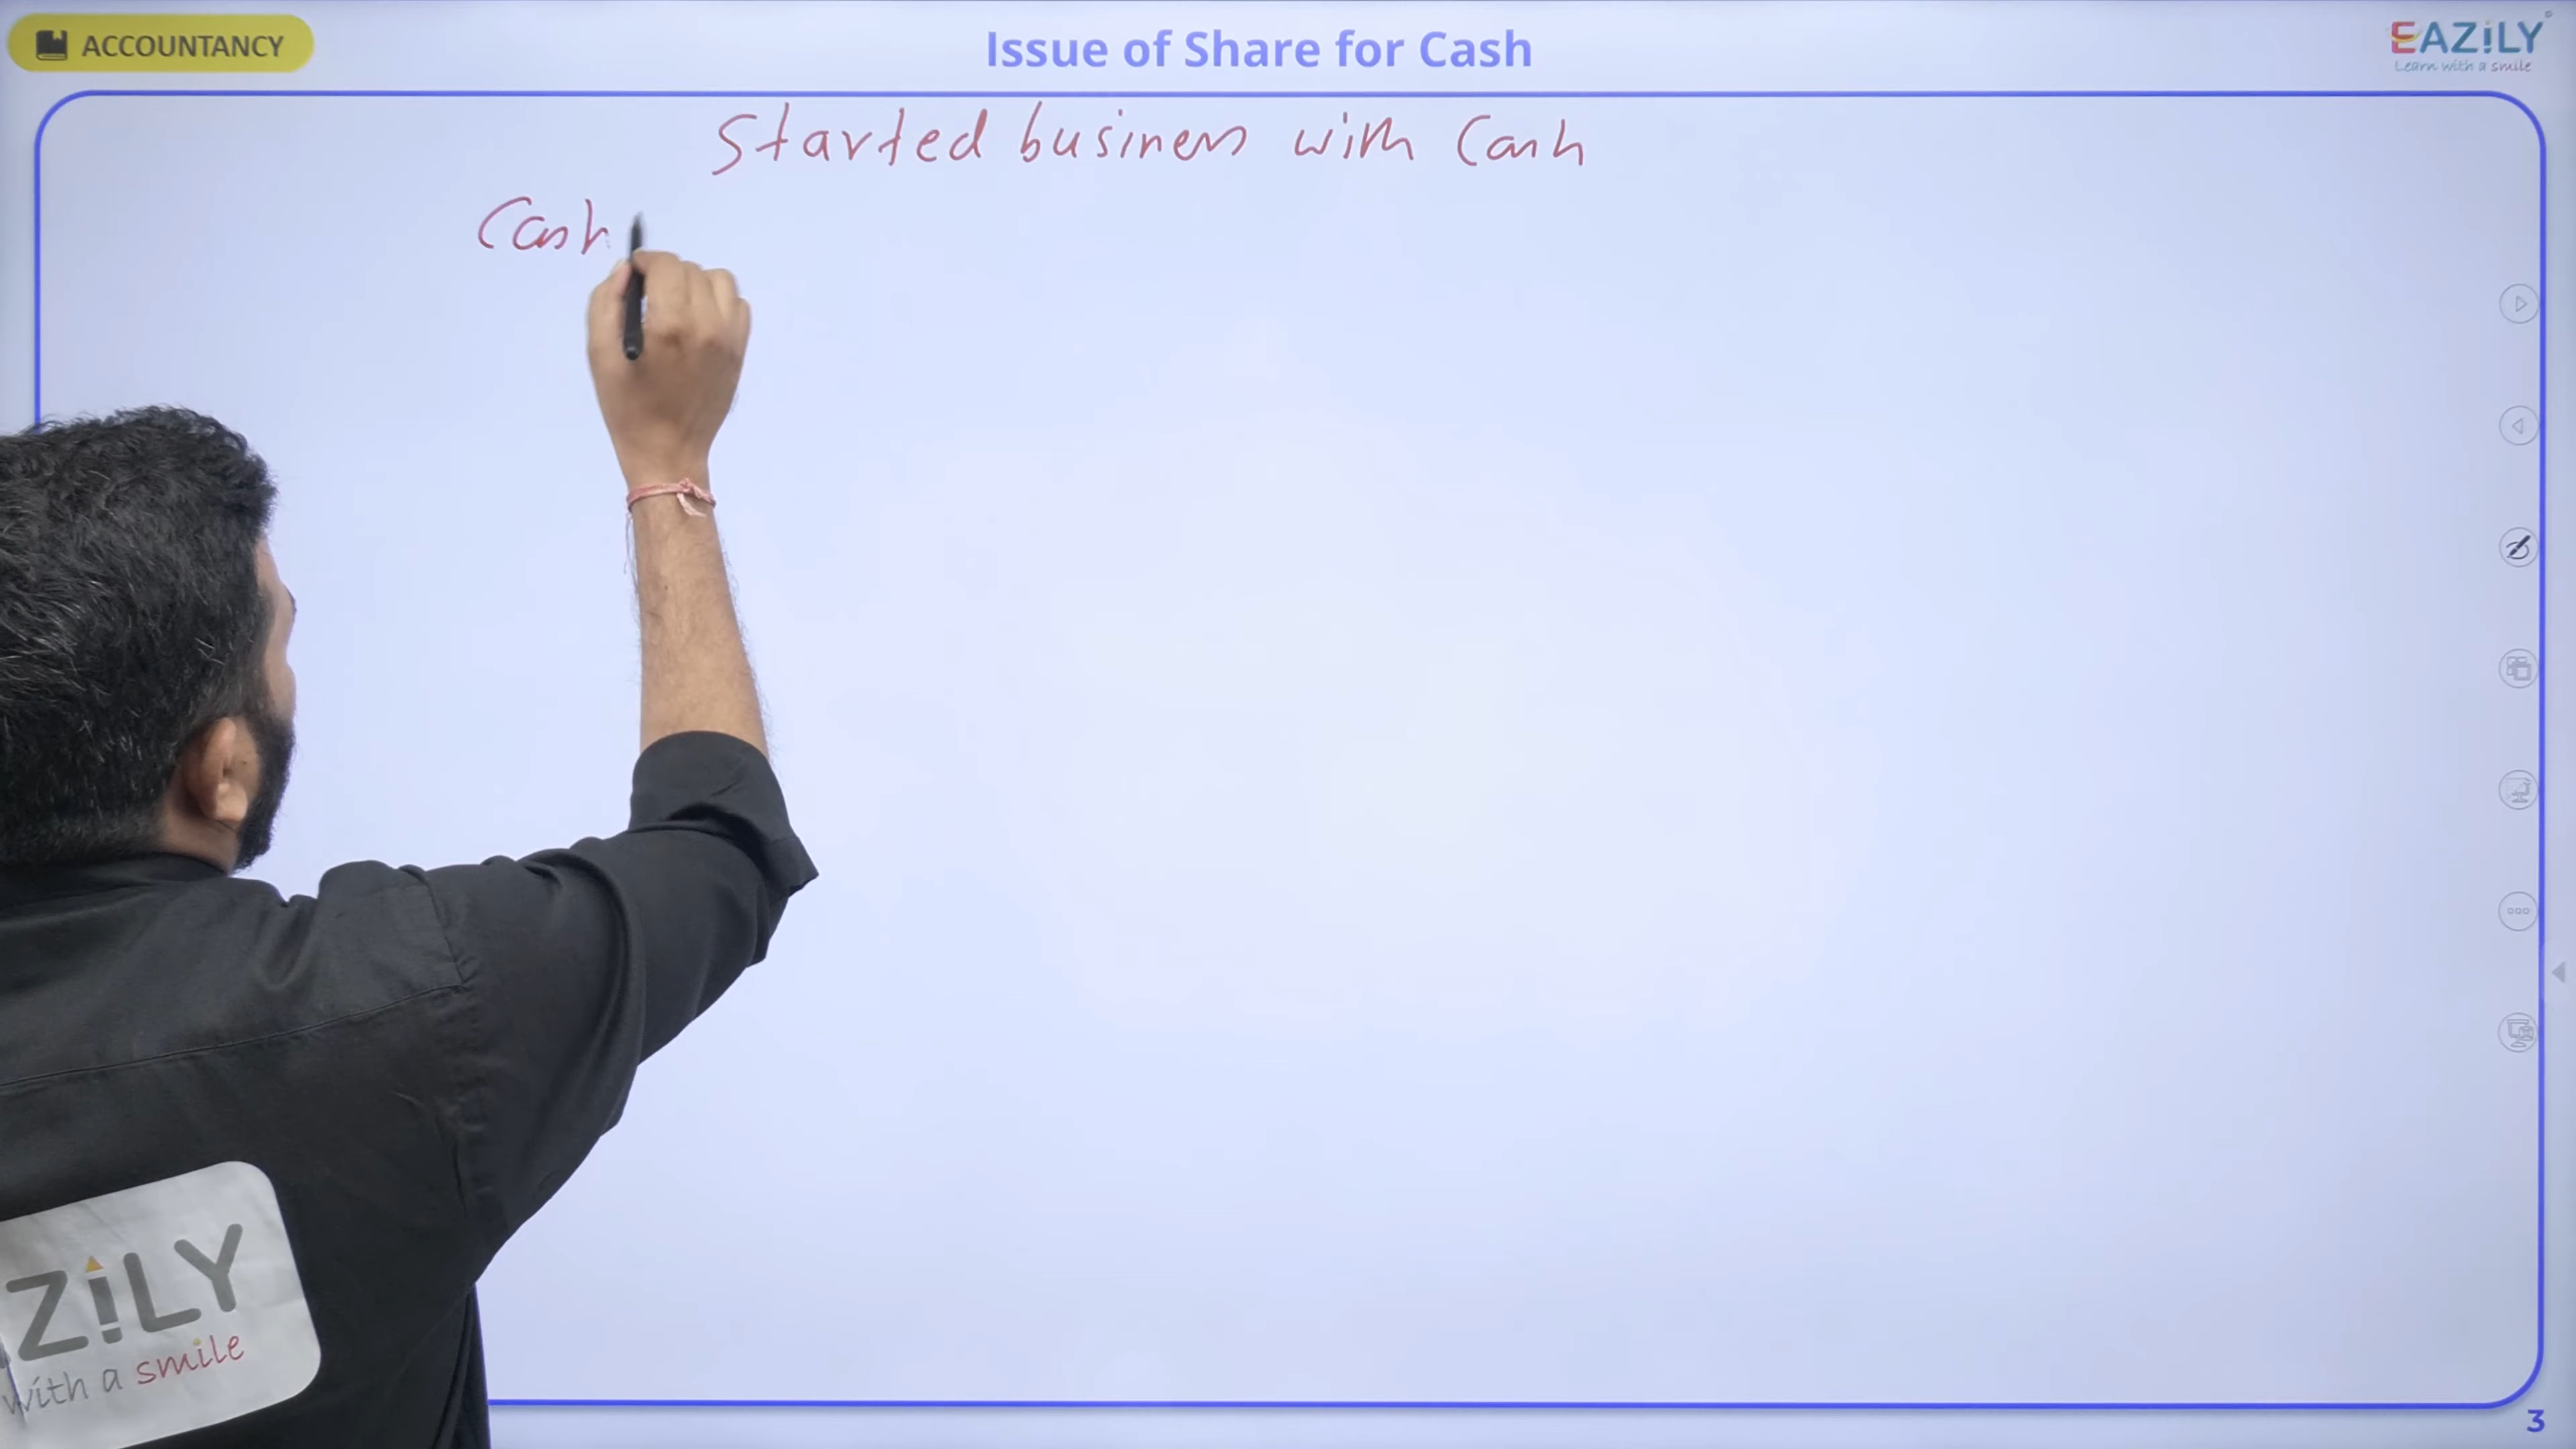 ACCOUNTANCY
Issue of Share for Cash
EAZiLY
Learn with a smile
Started business with Cash
Cash
ZiLY
with a smile
3